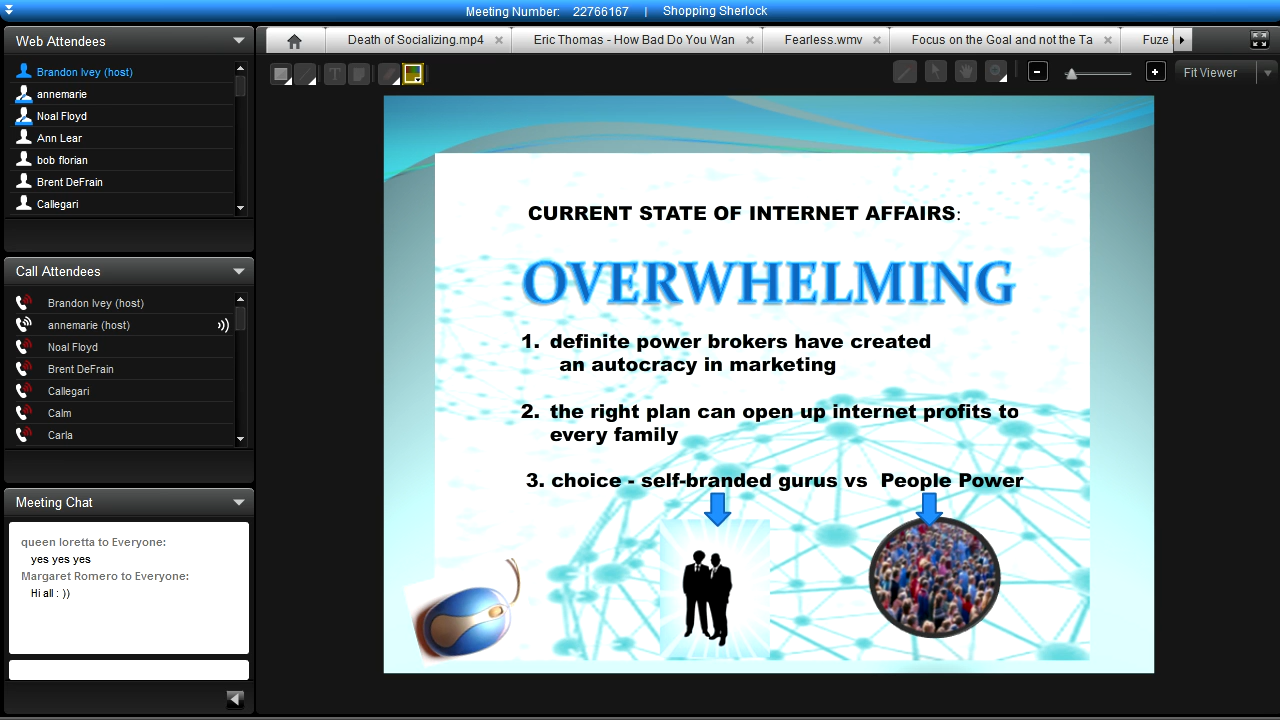 Meeting Number: 22766167 | Shopping Sherlock
Web Attendees
Brandon Ivey (host)
annemarie
Noal Floyd
Ann Lear
bob florian
Brent DeFrain
Callegari
Call Attendees
Brandon Ivey (host)
annemarie (host)
Noal Floyd
Brent DeFrain
Callegari
Calm
Carla
Meeting Chat
queen loretta to Everyone:
yes yes yes
Margaret Romero to Everyone:
Hi all : ))
Death of Socializing.mp4
Eric Thomas - How Bad Do You Wan
Fearless.wmv
Focus on the Goal and not the Ta
Fuze
T
Fit Viewer
CURRENT STATE OF INTERNET AFFAIRS:
OVERWHELMING
1. definite power brokers have created
an autocracy in marketing
2. the right plan can open up internet profits to
every family
3. choice - self-branded gurus vs People Power